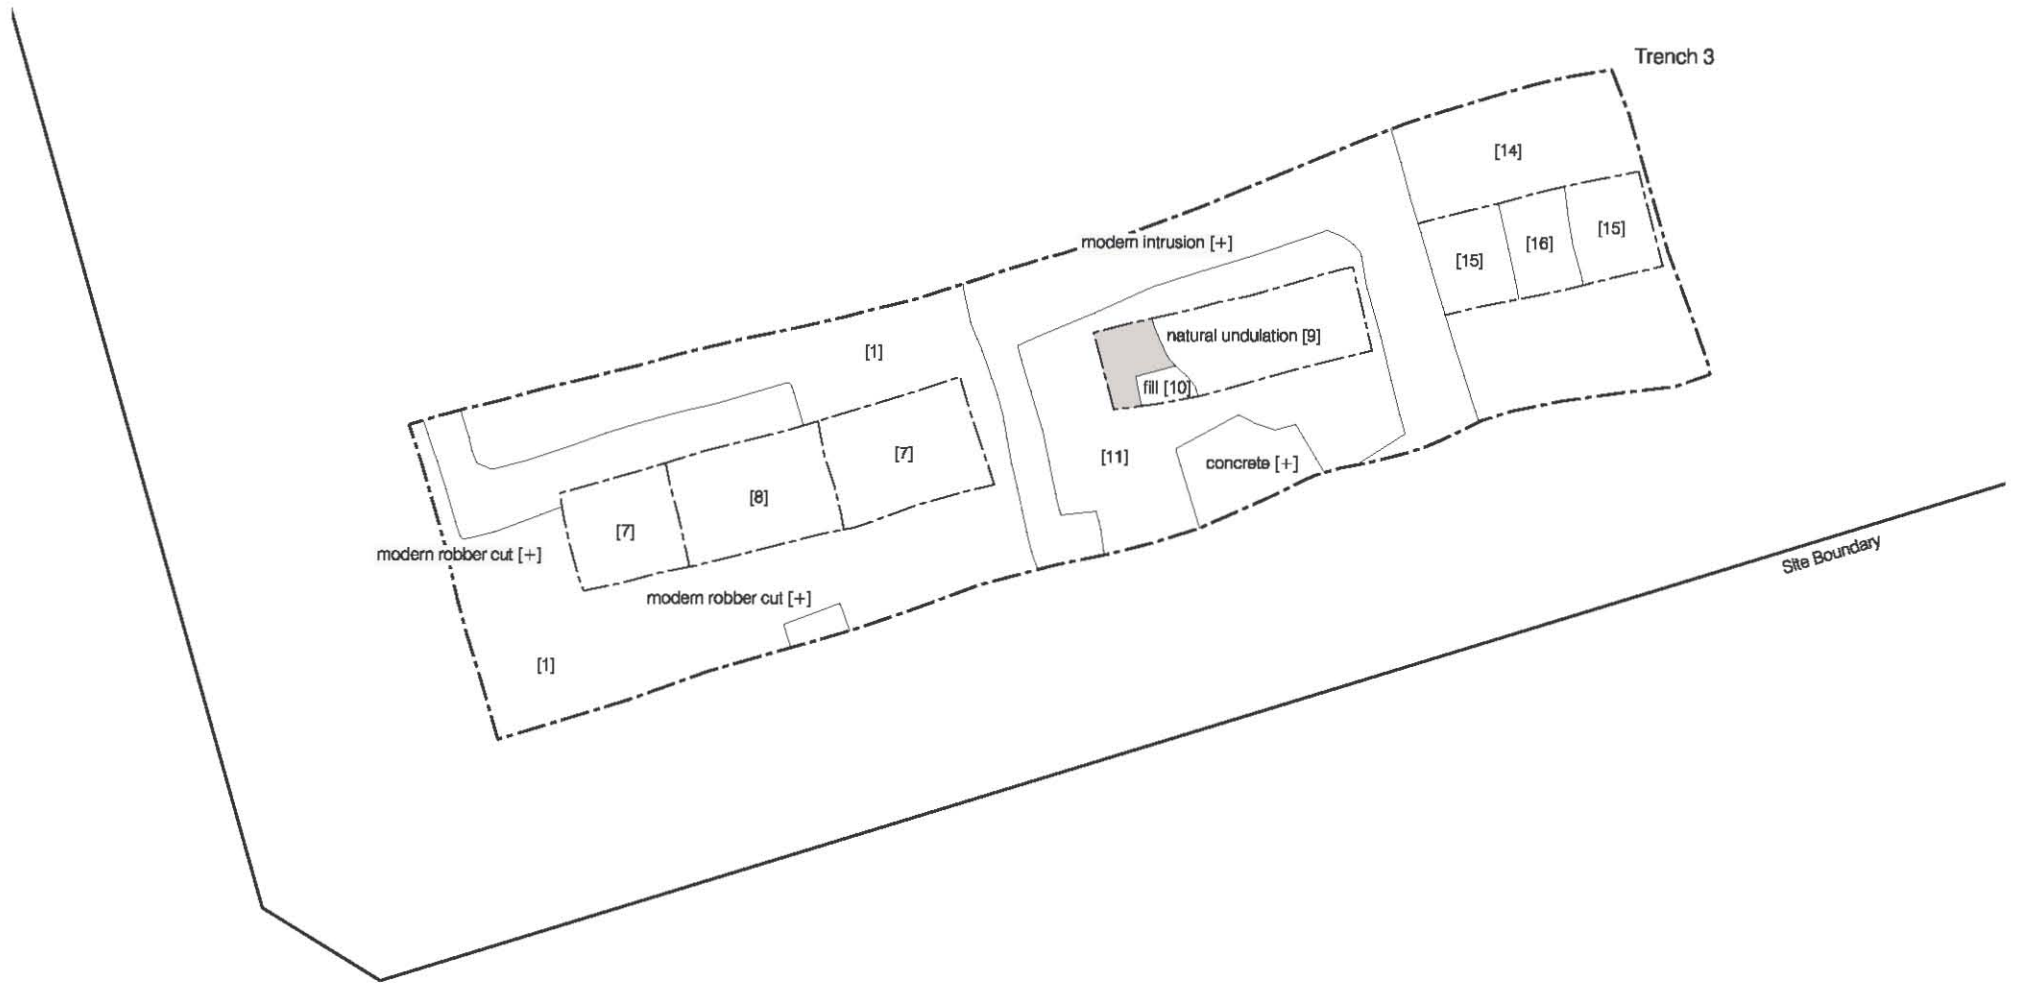 Trench 3
[14]
[15]
[16]
[15]
modern intrusion [+]
natural undulation [9]
fill [10]
[11]
concrete [+]
[1]
[7]
[8]
[7]
modern robber cut [+]
modern robber cut [+]
[1]
Site Boundary